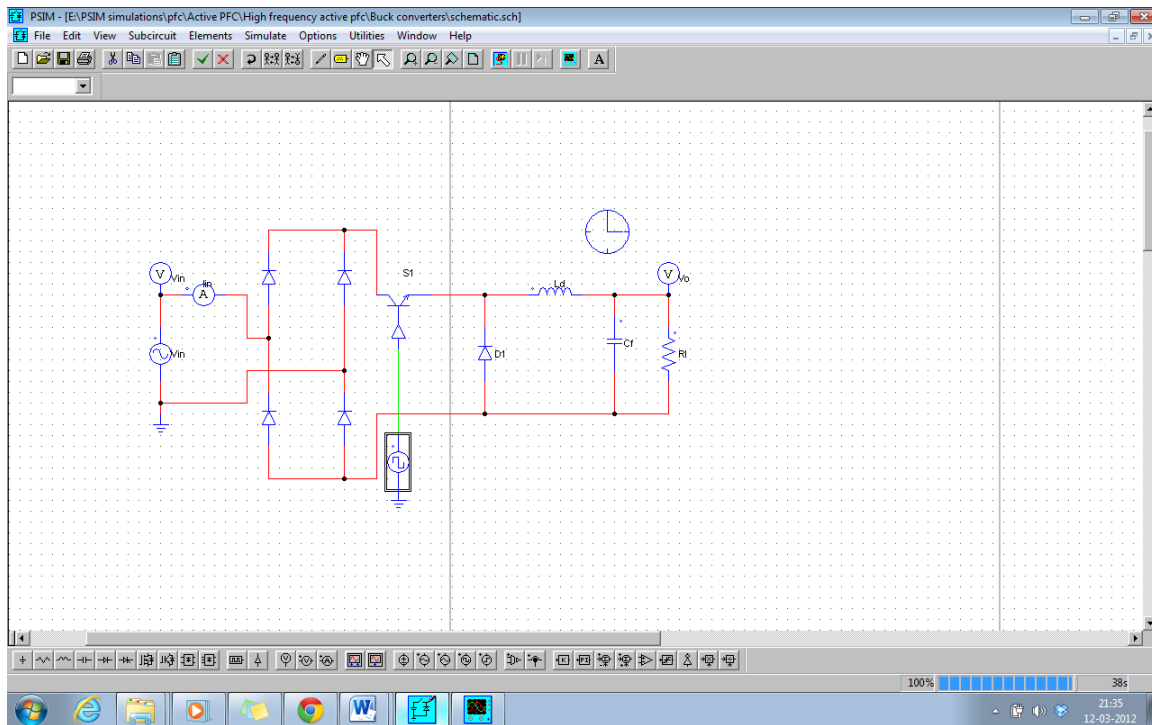 PSIM - [E:\PSIM simulations\pfc\Active PFC\High frequency active pfc\Buck converters\schematic.sch]
File Edit View Subcircuit Elements Simulate Options Utilities Window Help
A
V
Vin
Iin
A
S1
V
Vo
Ld
Vin
D1
Cf
Rl
100%
38s
21:35
12-03-2012